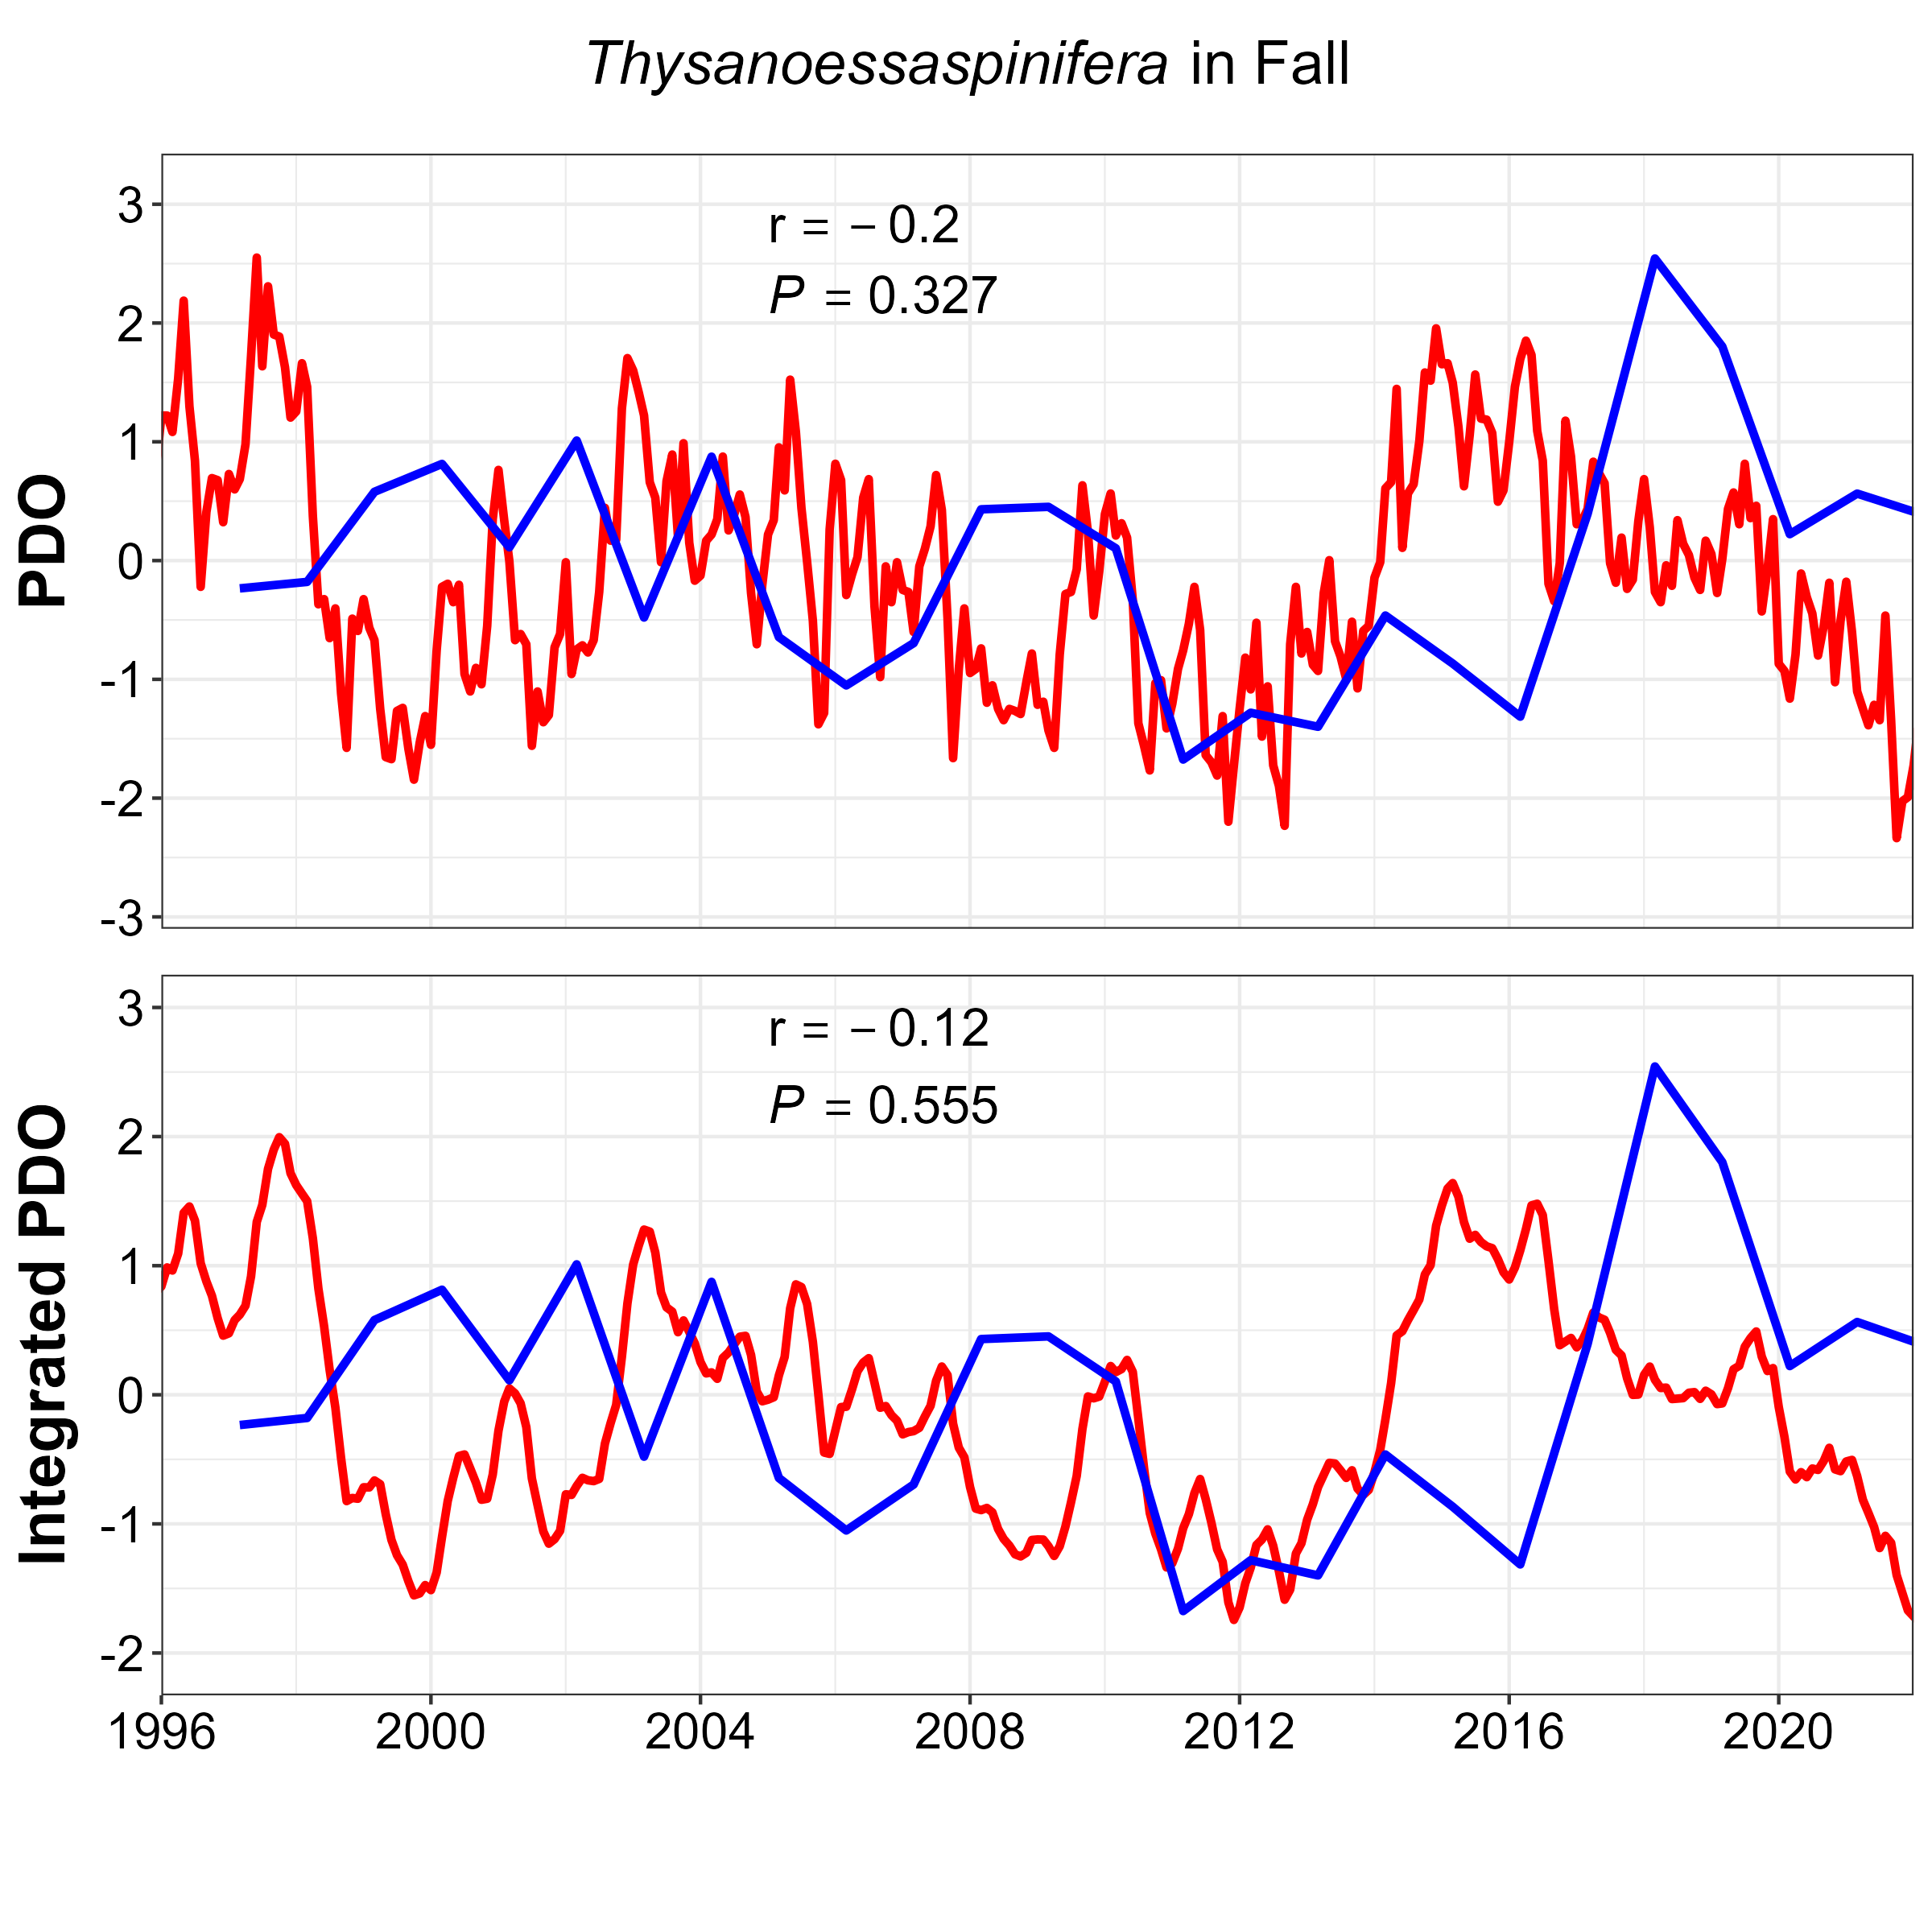 Thysanoessaspinifera in Fall
PDO
3
2
1
0
-1
-2
-3
r = − 0.2
P = 0.327
Integrated PDO
3
2
1
0
-1
-2
r = − 0.12
P = 0.555
1996 2000 2004 2008 2012 2016 2020